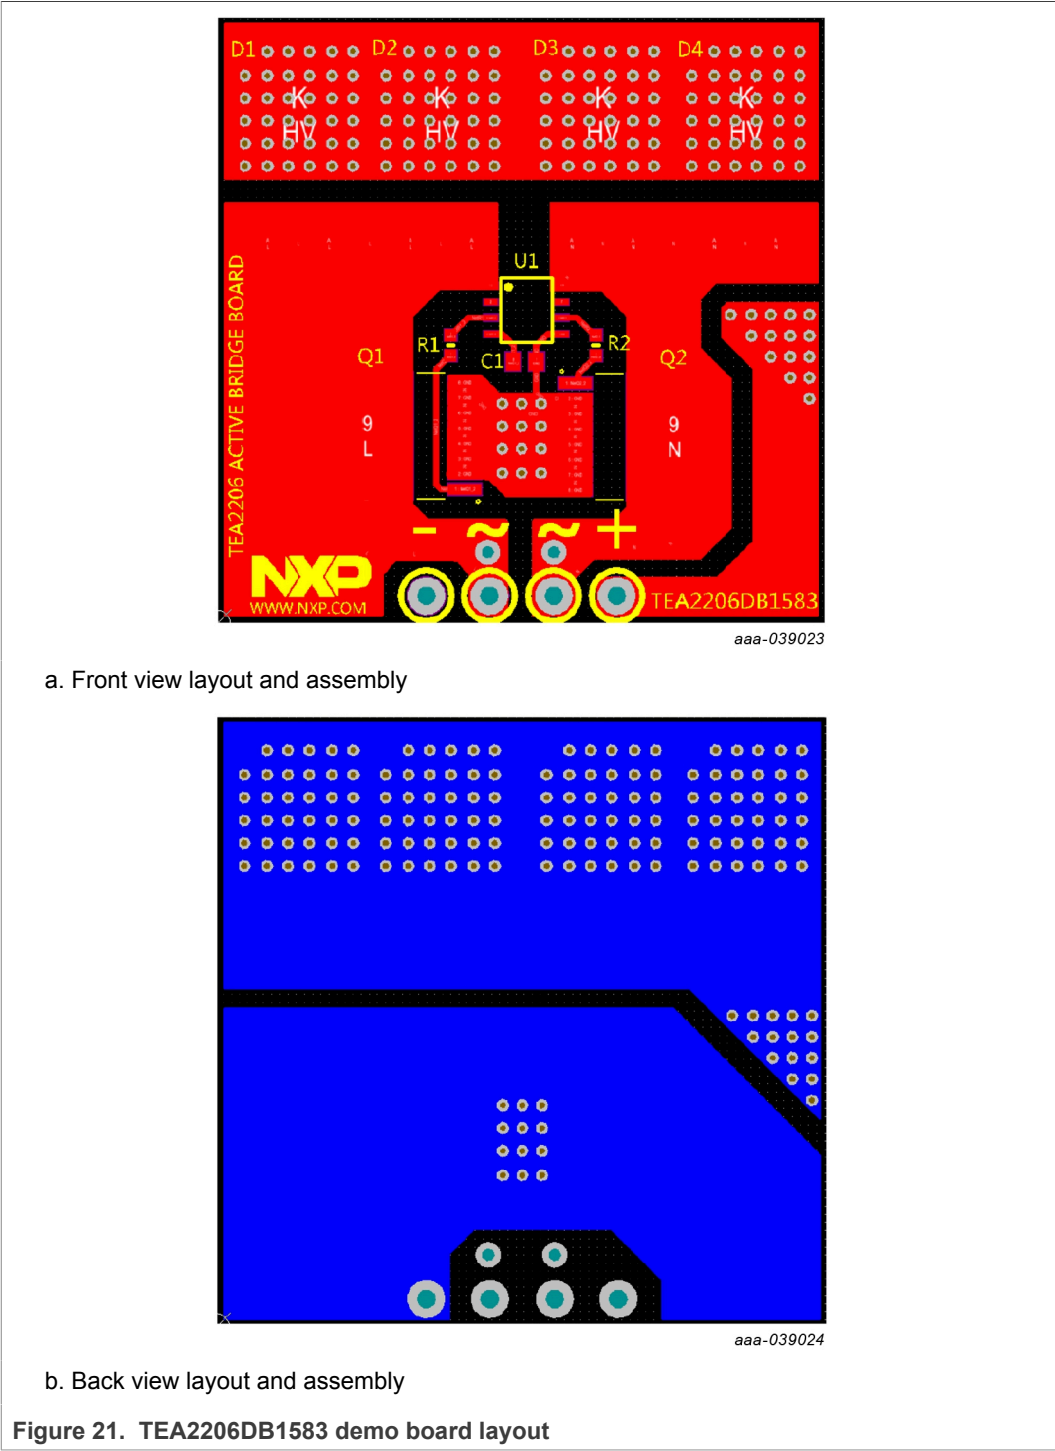 D1 D2 D3 D4
K K K K
HV HV HV HV
U1
TEA2206 ACTIVE BRIDGE BOARD
R1 R2
C1
Q1 Q2
9 9
L N
- ~ ~ +
NXP
WWW.NXP.COM
TEA2206DB1583
aaa-039023
a. Front view layout and assembly
aaa-039024
b. Back view layout and assembly
Figure 21. TEA2206DB1583 demo board layout